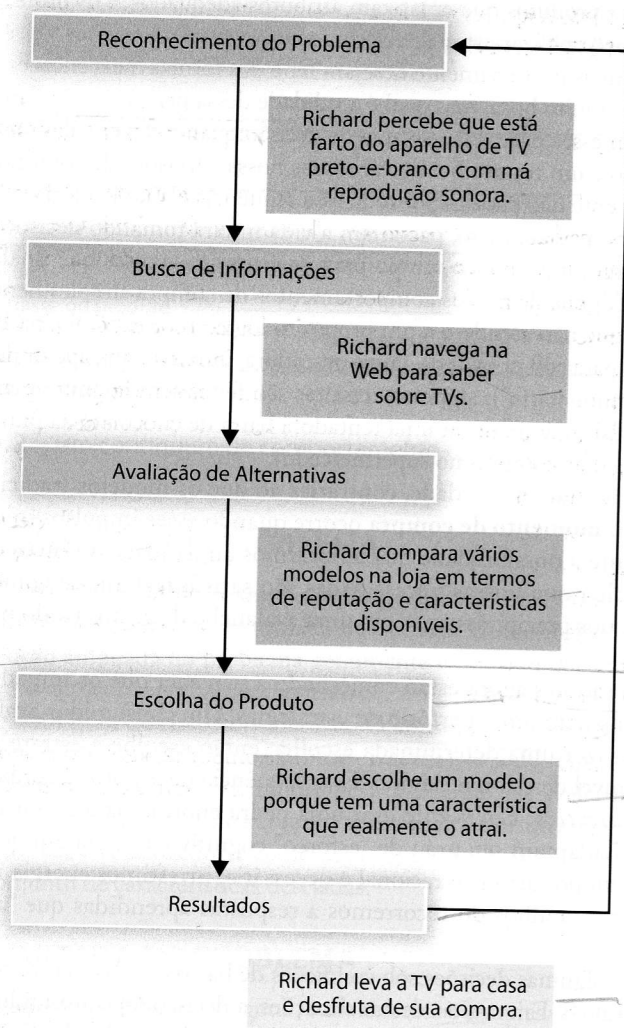 Reconhecimento do Problema
Richard percebe que está
farto do aparelho de TV
preto-e-branco com má
reprodução sonora.
Busca de Informações
Richard navega na
Web para saber
sobre TVs.
Avaliação de Alternativas
Richard compara vários
modelos na loja em termos
de reputação e características
disponíveis.
Escolha do Produto
Richard escolhe um modelo
porque tem uma característica
que realmente o atrai.
Resultados
Richard leva a TV para casa
e desfruta de sua compra.